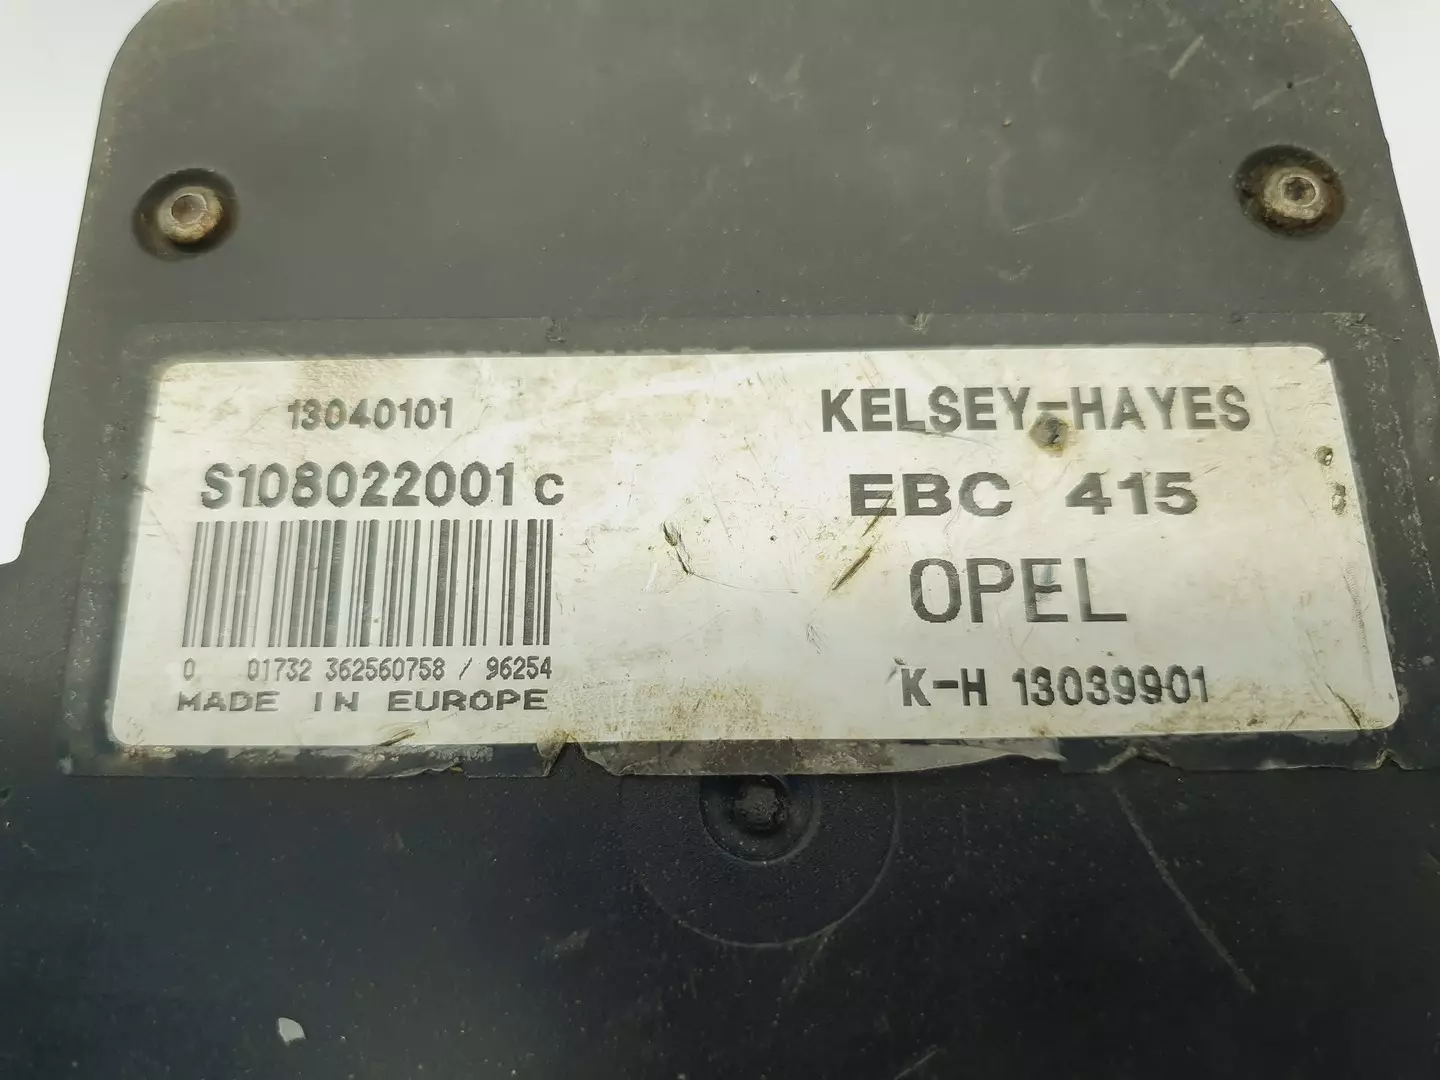 13040101
S108022001 C
0 01732 362560758 / 96254
MADE IN EUROPE
KELSEY-HAYES
EBC 415
OPEL
K-H 13039901